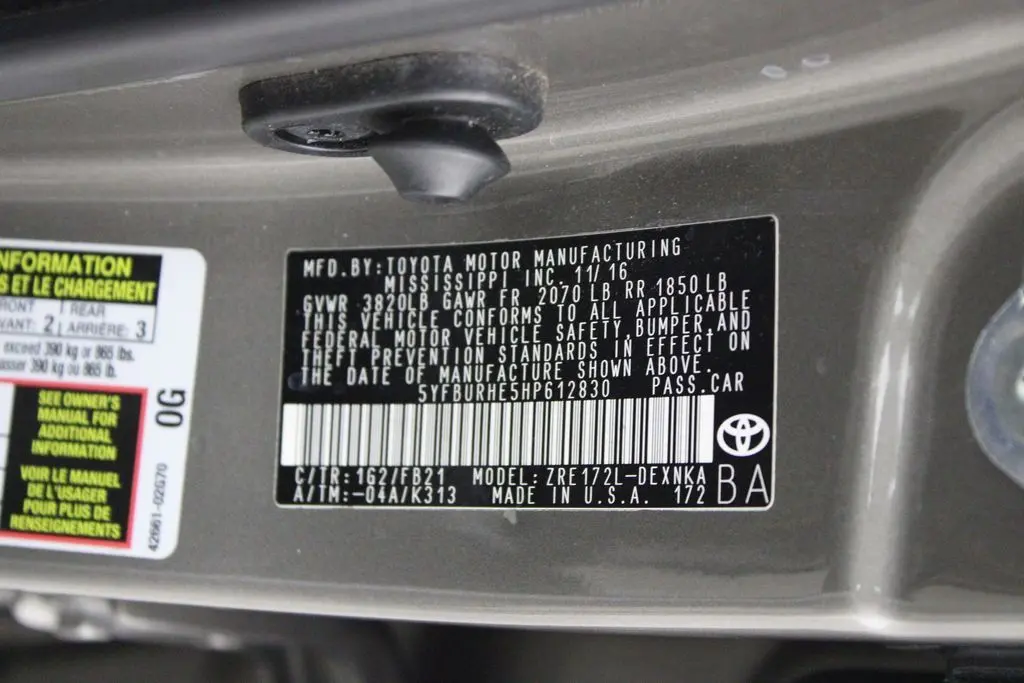 NFORMATION
S ET LE CHARGEMENT
RONT REAR
VANT: 2 ARRIÈRE: 3
exceed 390 kg or 865 lbs.
asser 390 kg ou 865 lb.
SEE OWNER'S
MANUAL FOR
ADDITIONAL
INFORMATION
VOIR LE MANUEL
DE L'USAGER
POUR PLUS DE
RENSEIGNEMENTS
0G
42661-02G70
MFD.BY:TOYOTA MOTOR MANUFACTURING
MISSISSIPPI INC. 11/16
GVWR 3820LB GAWR FR 2070 LB RR 1850 LB
THIS VEHICLE CONFORMS TO ALL APPLICABLE
FEDERAL MOTOR VEHICLE SAFETY,BUMPER,AND
THEFT PREVENTION STANDARDS IN EFFECT ON
THE DATE OF MANUFACTURE SHOWN ABOVE.
5YFBURHE5HP612830 PASS.CAR
C/TR:1G2/FB21 MODEL:ZRE172L-DEXNKA
A/TM:-04A/K313 MADE IN U.S.A. 172 BA